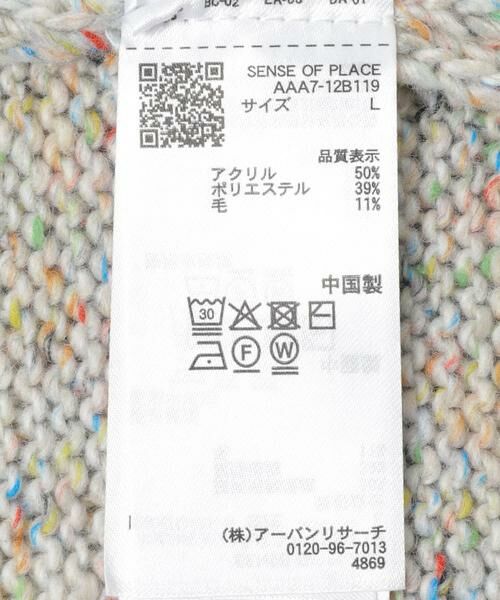 SENSE OF PLACE
AAA7-12B119
サイズ L
品質表示
アクリル 50%
ポリエステル 39%
毛 11%
中国製
30
F W
(株)アーバンリサーチ
0120-96-7013
4869